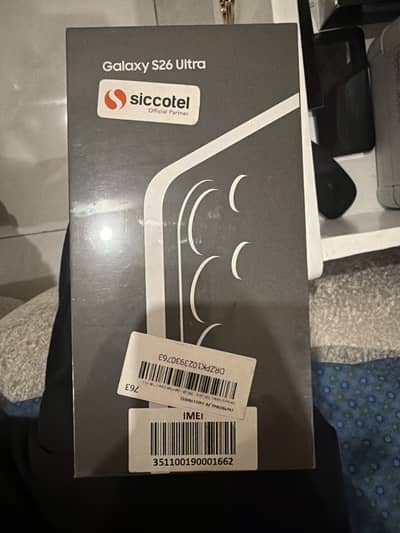 Galaxy S26 Ultra
siccotel
Official Partner
DRZPK1023930763
763
IMEI
351100190001662